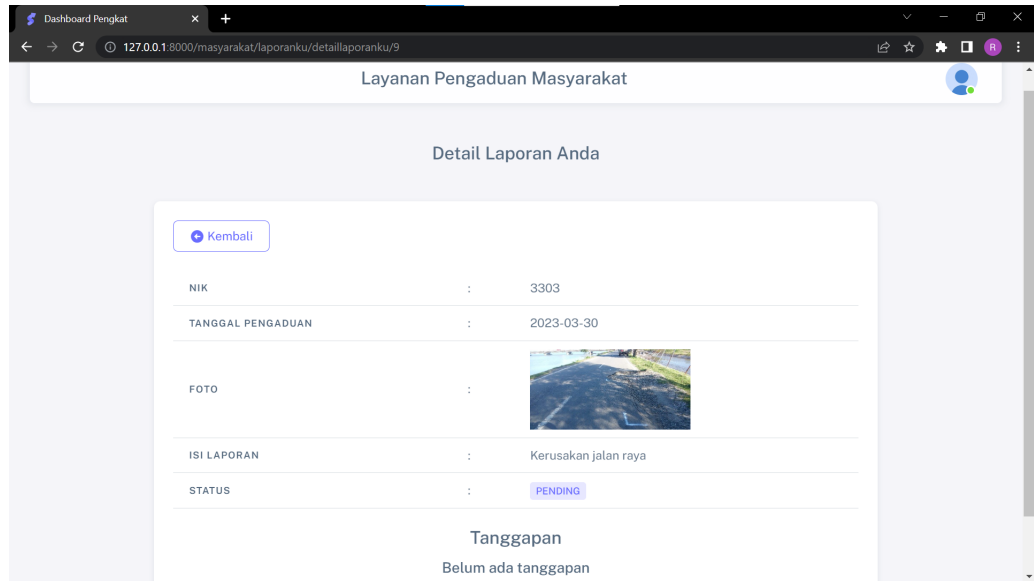 Dashboard Pengkat
127.0.0.1:8000/masyarakat/laporanku/detaillaporanku/9
R
Layanan Pengaduan Masyarakat
Detail Laporan Anda
Kembali
NIK : 3303
TANGGAL PENGADUAN : 2023-03-30
FOTO :
ISI LAPORAN : Kerusakan jalan raya
STATUS : PENDING
Tanggapan
Belum ada tanggapan